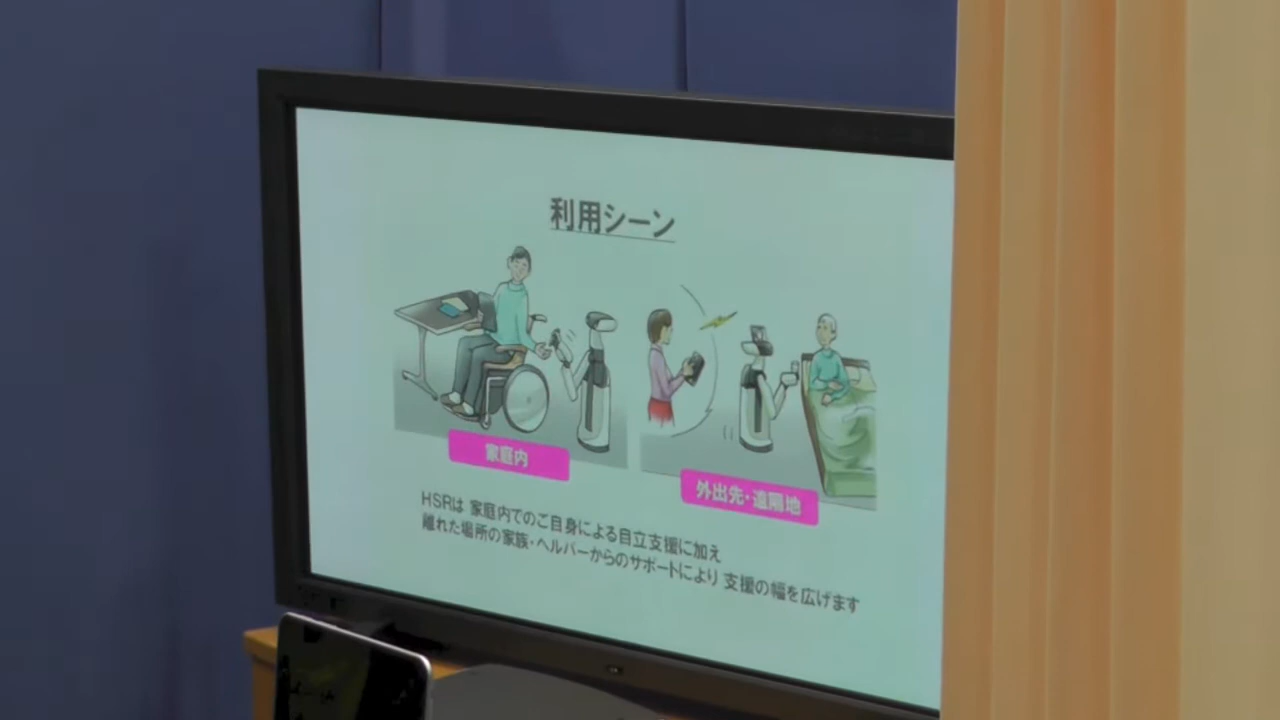 利用シーン
家庭内
外出先・遠隔地
HSRは 家庭内でのご自身による自立支援に加え
離れた場所の家族・ヘルパーからのサポートにより 支援の幅を広げます